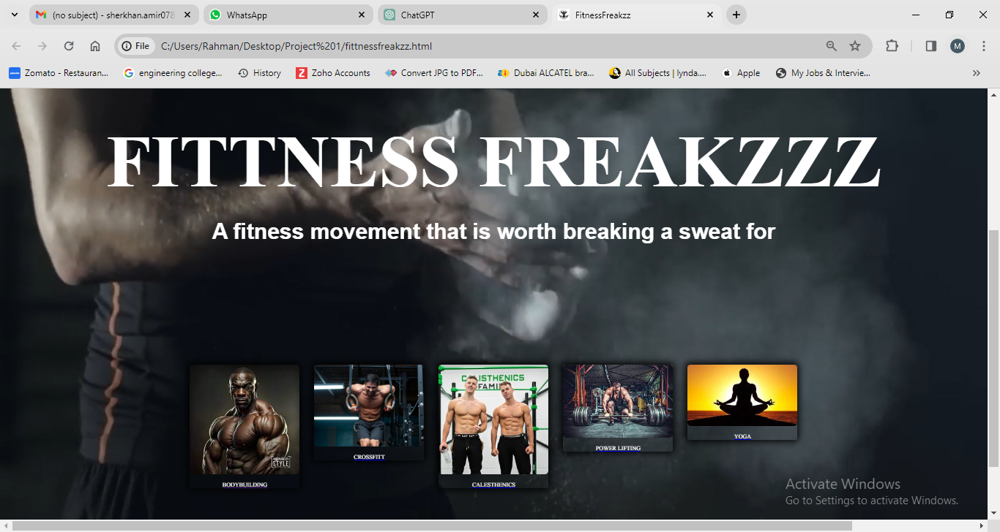 (no subject) - sherkhan.amir078
WhatsApp
ChatGPT
FitnessFreakzz
File
C:/Users/Rahman/Desktop/Project%201/fittnessfreakzz.html
M
Zomato - Restauran...
engineering college...
History
Zoho Accounts
Convert JPG to PDF...
Dubai ALCATEL bra...
All Subjects | lynda....
Apple
My Jobs & Intervie...
FITTNESS FREAKZZZ
A fitness movement that is worth breaking a sweat for
STYLE
BODYBUILDING
CROSSFITT
CALISTHENICS
FAMILY
CALESTHENICS
POWER LIFTING
YOGA
Activate Windows
Go to Settings to activate Windows.